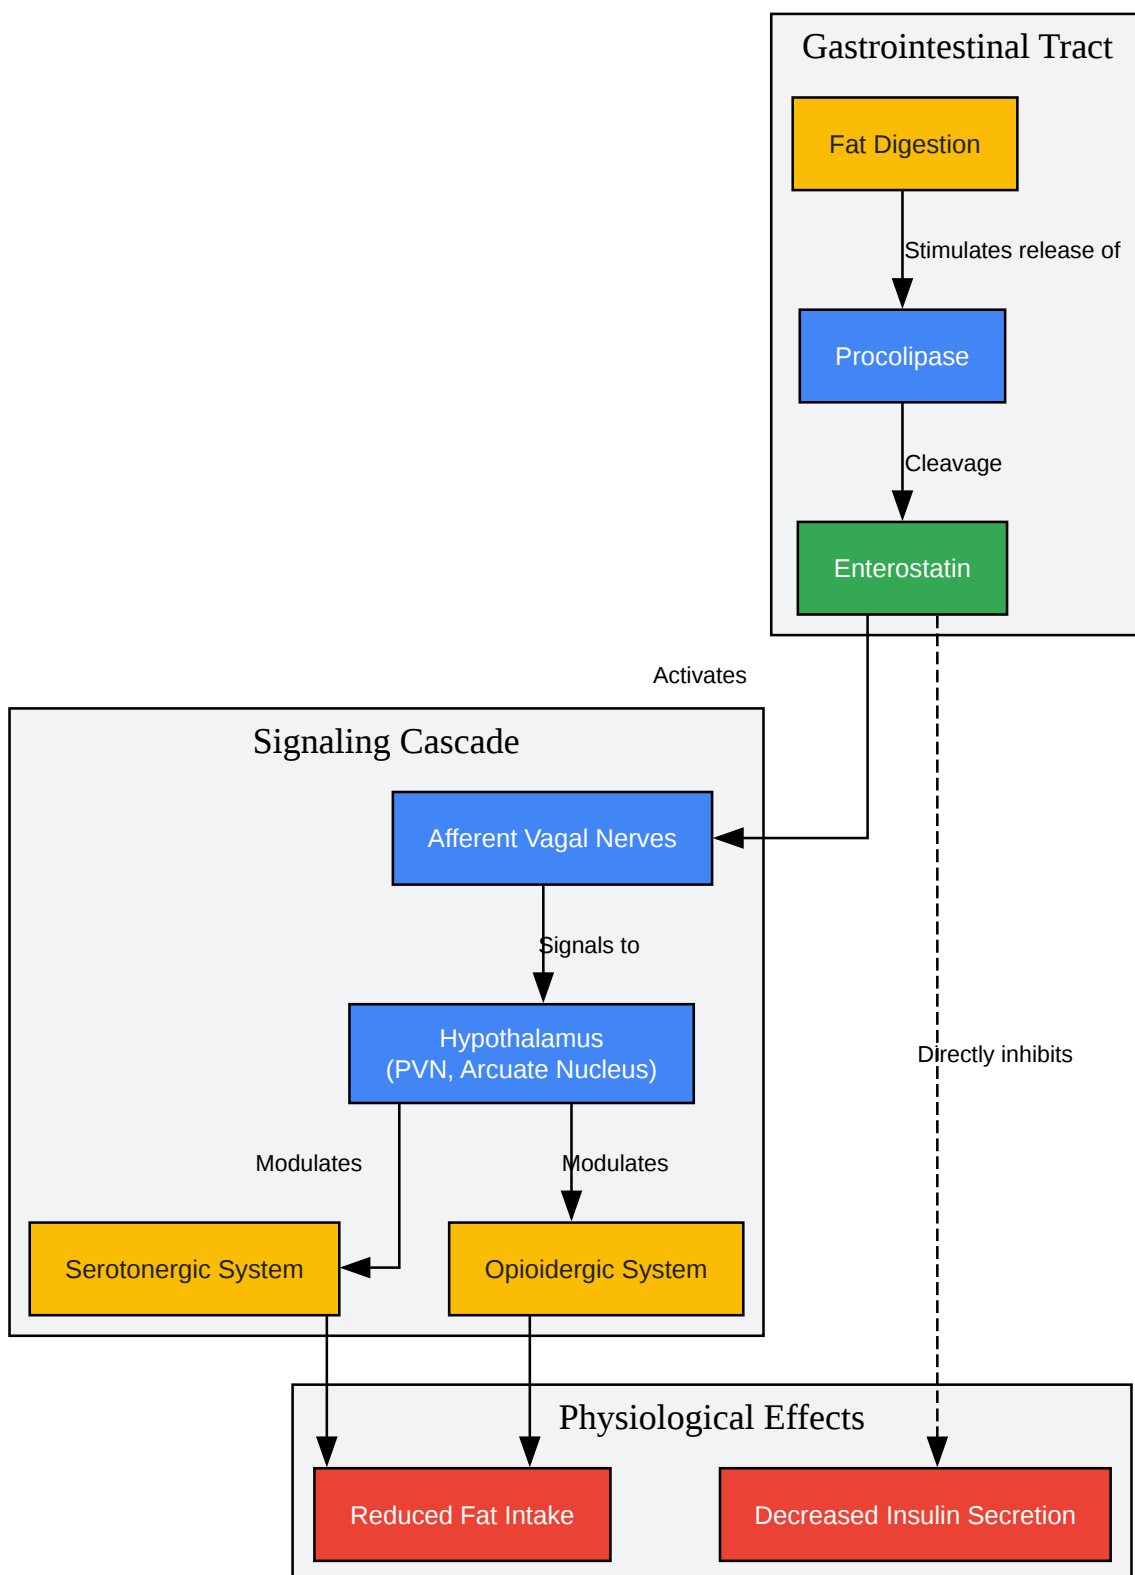 Gastrointestinal Tract
Fat Digestion
Stimulates release of
Procolipase
Cleavage
Enterostatin
Activates
Signaling Cascade
Afferent Vagal Nerves
Signals to
Hypothalamus
(PVN, Arcuate Nucleus)
Directly inhibits
Modulates
Modulates
Serotonergic System
Opioidergic System
Physiological Effects
Reduced Fat Intake
Decreased Insulin Secretion